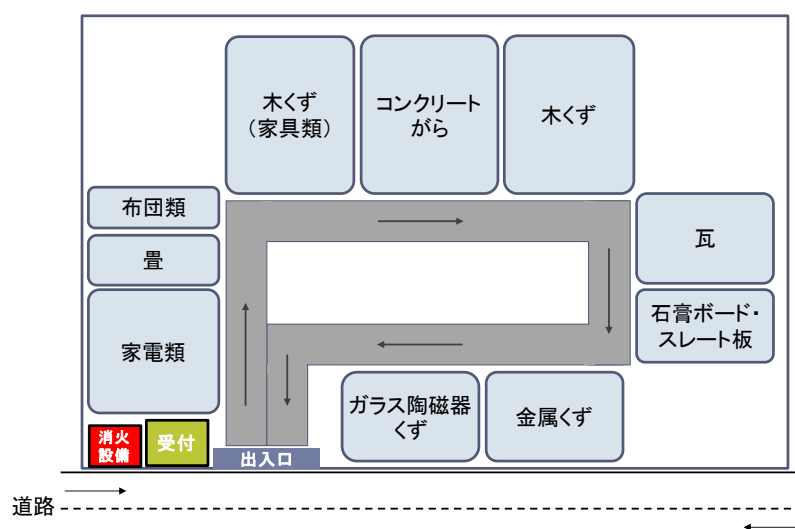 木くず
（家具類）
コンクリート
がら
木くず
布団類
畳
家電類
瓦
石膏ボード・
スレート板
ガラス陶磁器
くず
金属くず
消火
設備
受付
出入口
道路